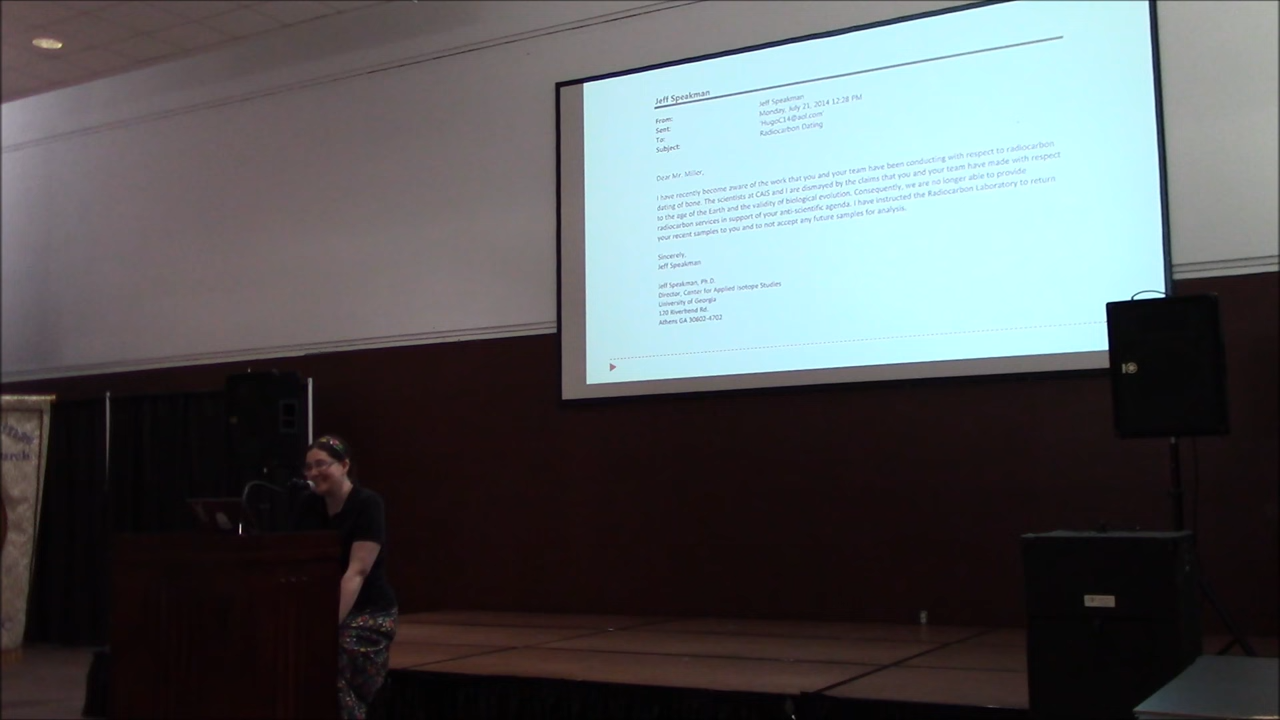 Jeff Speakman
From: Jeff Speakman
Sent: Monday, July 21, 2014 12:28 PM
To: 'HugoC14@aol.com'
Subject: Radiocarbon Dating
Dear Mr. Miller,
I have recently become aware of the work that you and your team have been conducting with respect to radiocarbon
dating of bone. The scientists at CAIS and I are dismayed by the claims that you and your team have made with respect
to the age of the Earth and the validity of biological evolution. Consequently, we are no longer able to provide
radiocarbon services in support of your anti-scientific agenda. I have instructed the Radiocarbon Laboratory to return
your recent samples to you and to not accept any future samples for analysis.
Sincerely,
Jeff Speakman
Jeff Speakman, Ph.D.
Director, Center for Applied Isotope Studies
University of Georgia
120 Riverbend Rd.
Athens GA 30602-4702